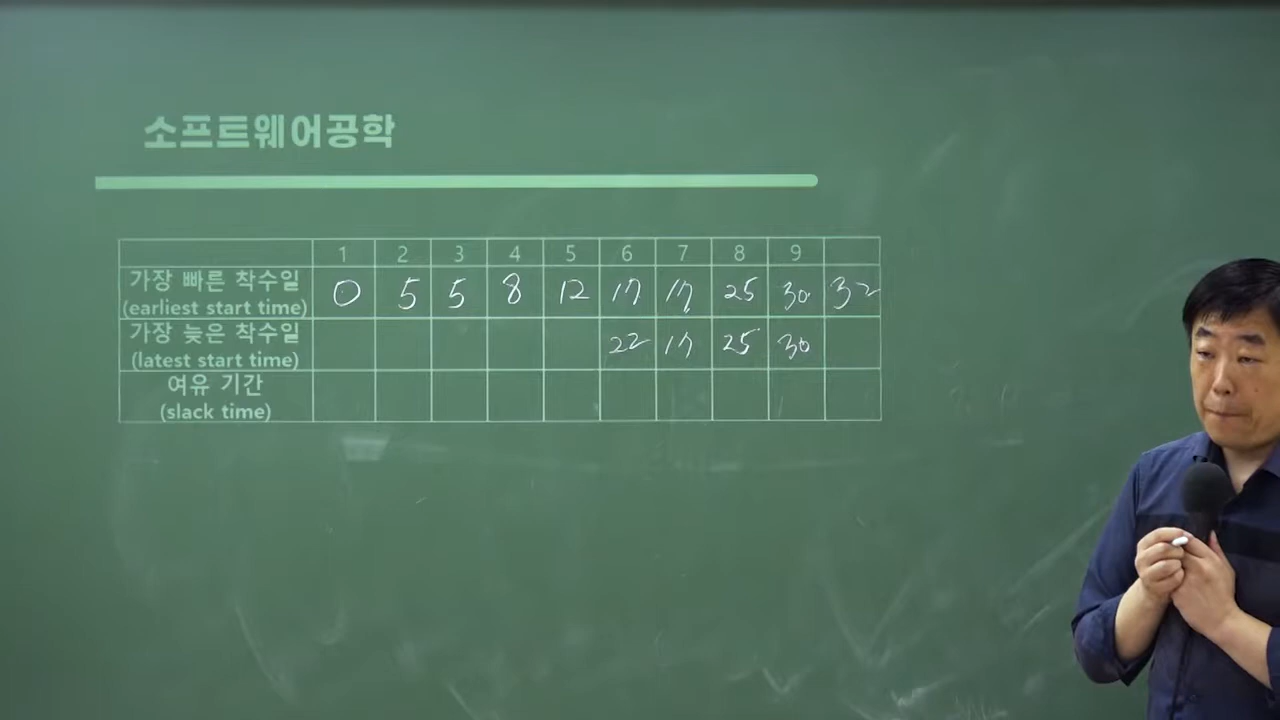 소프트웨어공학
1 2 3 4 5 6 7 8 9
가장 빠른 착수일
(earliest start time) 0 5 5 8 12 17 17 25 30 32
가장 늦은 착수일
(latest start time) 22 17 25 30
여유 기간
(slack time)